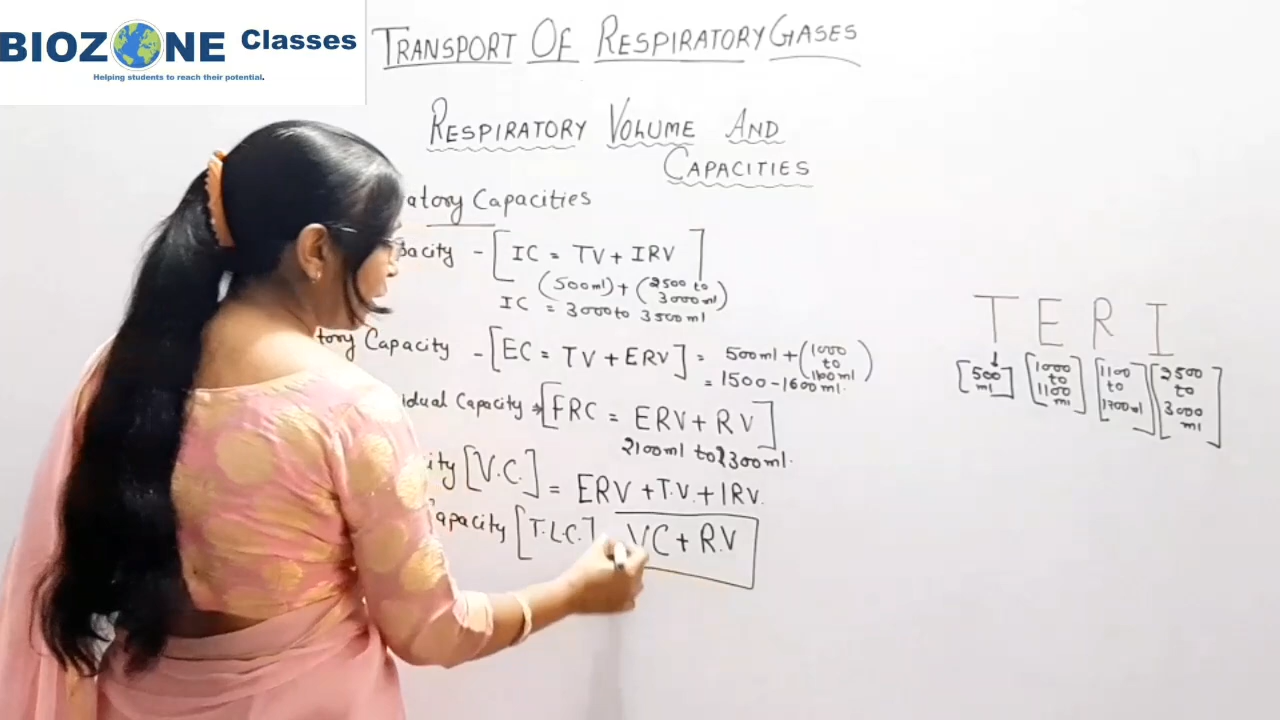 BIOZONE Classes
Helping students to reach their potential.
TRANSPORT OF RESPIRATORY GASES
RESPIRATORY VOLUME AND
CAPACITIES
atory Capacities
pacity - [IC = TV + IRV]
(500ml) + (2500 to 3000ml)
IC = 3000 to 3500ml
tory Capacity - [EC = TV + ERV] = 500ml + (1000 to 1100ml)
= 1500-1600ml.
idual Capacity → [FRC = ERV + RV]
2100ml to 2300ml.
ity [V.C.] = ERV + T.V. + IRV.
Capacity [T.L.C.] VC + R.V
T E R I
[500 ml] [1000 to 1100 ml] [1100 to 1700ml] [2500 to 3000 ml]